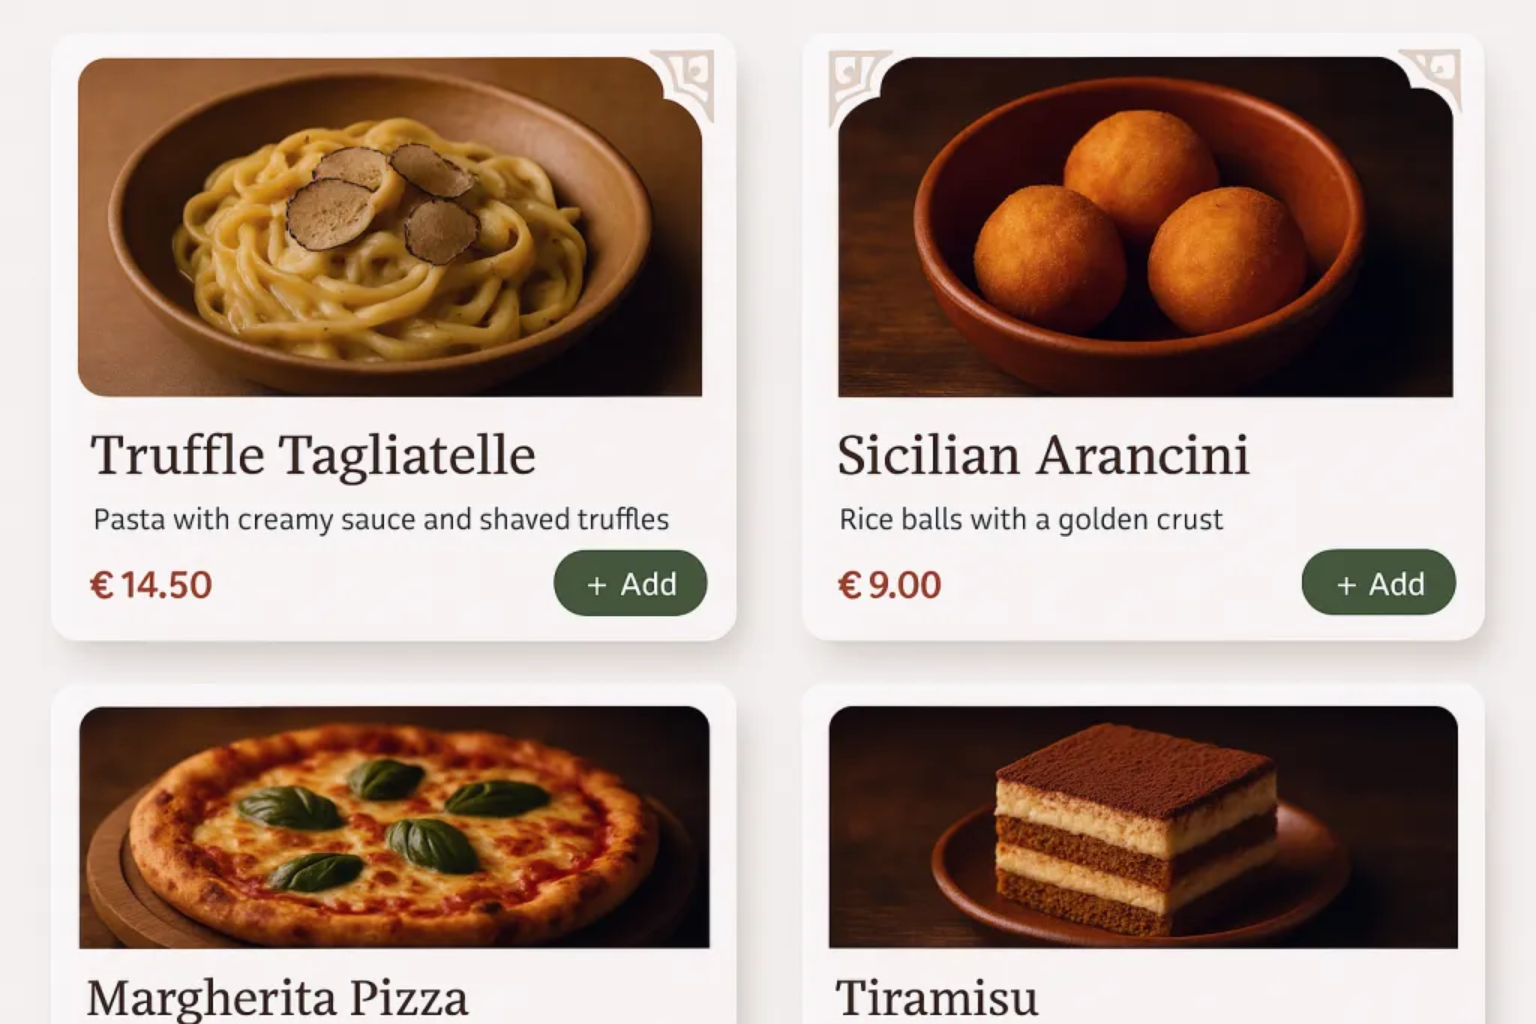 Truffle Tagliatelle
Pasta with creamy sauce and shaved truffles
€ 14.50
+ Add
Sicilian Arancini
Rice balls with a golden crust
€ 9.00
+ Add
Margherita Pizza
Tiramisu